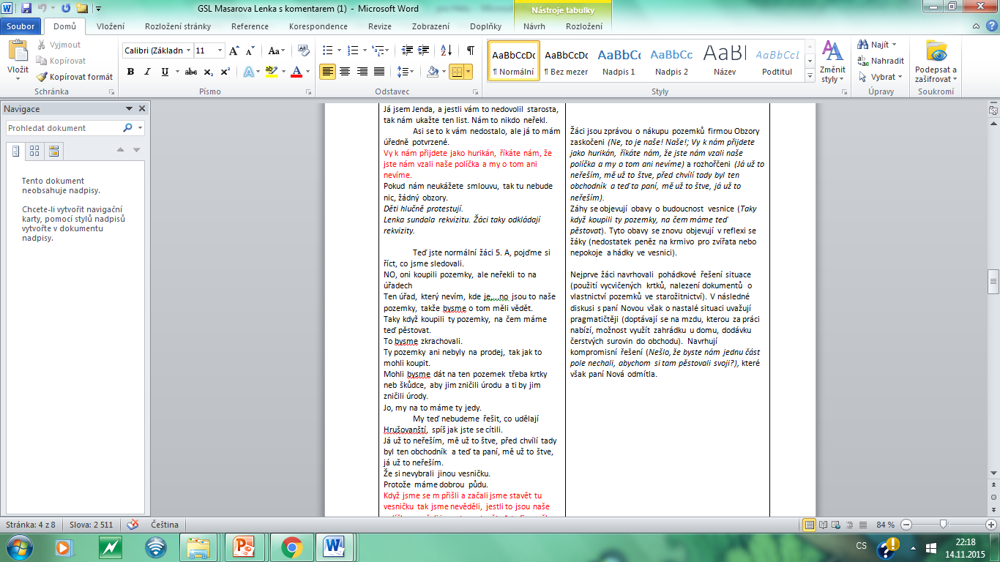 GSL Masarova Lenka s komentarem (1) - Microsoft Word
Nástroje tabulky
Soubor Domů Vložení Rozložení stránky Reference Korespondence Revize Zobrazení Doplňky Návrh Rozložení
Vložit
Vyjmout
Kopírovat
Kopírovat formát
Schránka
Calibri (Základn 11
Písmo
Odstavec
AaBbCcDc AaBbCcDc AaBbC AaBbCc AaBl AaBbCcL
¶ Normální ¶ Bez mezer Nadpis 1 Nadpis 2 Název Podtitul
Styly
Změnit styly
Najít
Nahradit
Vybrat
Úpravy
Podepsat a zašifrovat
Soukromí
Navigace
Prohledat dokument
Tento dokument
neobsahuje nadpisy.
Chcete-li vytvořit navigační
karty, pomocí stylů nadpisů
vytvořte v dokumentu
nadpisy.
Já jsem Jenda, a jestli vám to nedovolil starosta,
tak nám ukažte ten list. Nám to nikdo neřekl.
Asi se to k vám nedostalo, ale já to mám
úředně potvrzené.
Vy k nám přijdete jako hurikán, říkáte nám, že
jste nám vzali naše políčka a my o tom ani
nevíme.
Pokud nám neukážete smlouvu, tak tu nebude
nic, žádný obzory.
Děti hlučně protestují.
Lenka sundala rekvizitu. Žáci taky odkládají
rekvizity.
Teď jste normální žáci 5. A, pojďme si
říct, co jsme sledovali.
NO, oni koupili pozemky, ale neřekli to na
úřadech
Ten úřad, který nevím, kde je,...no jsou to naše
pozemky, takže bysme o tom měli vědět.
Taky když koupili ty pozemky, na čem máme
teď pěstovat.
To bysme zkrachovali.
Ty pozemky ani nebyly na prodej, tak jak to
mohli koupit.
Mohli bysme dát na ten pozemek třeba krtky
neb škůdce, aby jim zničili úrodu a ti by jim
zničili úrody.
Jo, my na to máme ty jedy.
My teď nebudeme řešit, co udělají
Hrušovanští, spíš jak jste se cítili.
Já už to neřeším, mě už to štve, před chvílí tady
byl ten obchodník a teď ta paní, mě už to štve,
já už to neřeším.
Že si nevybrali jinou vesničku.
Protože máme dobrou půdu.
Když jsme se m přišli a začali jsme stavět tu
vesničku tak jsme nevěděli, jestli to jsou naše
Žáci jsou zprávou o nákupu pozemků firmou Obzory
zaskočeni (Ne, to je naše! Naše!; Vy k nám přijdete
jako hurikán, říkáte nám, že jste nám vzali naše
políčka a my o tom ani nevíme) a rozhořčeni (Já už to
neřeším, mě už to štve, před chvílí tady byl ten
obchodník a teď ta paní, mě už to štve, já už to
neřeším).
Záhy se objevují obavy o budoucnost vesnice (Taky
když koupili ty pozemky, na čem máme teď
pěstovat). Tyto obavy se znovu objevují v reflexi se
žáky (nedostatek peněz na krmivo pro zvířata nebo
nepokoje a hádky ve vesnici).
Nejprve žáci navrhovali pohádkové řešení situace
(použití vycvičených krtků, nalezení dokumentů o
vlastnictví pozemků ve starožitnictví). V následné
diskusi s paní Novou však o nastalé situaci uvažují
pragmatičtěji (doptávají se na mzdu, kterou za práci
nabízí, možnost využít zahrádku u domu, dodávku
čerstvých surovin do obchodu). Navrhují
kompromisní řešení (Nešlo, že byste nám jednu část
pole nechali, abychom si tam pěstovali svoji?), které
však paní Nová odmítla.
Stránka: 4 z 8 Slova: 2 511 Čeština 84 %
CS
22:18
14.11.2015